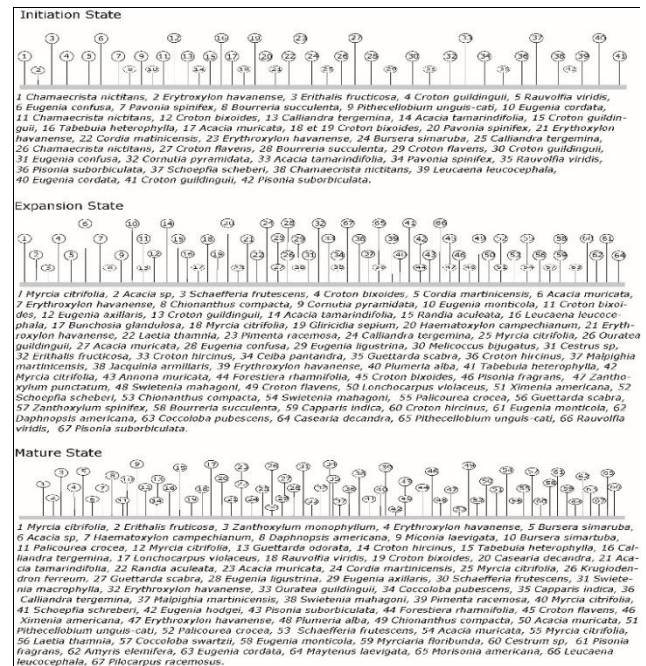 Initiation State
1 Chamaecrista nictitans, 2 Erytroxylon havanense, 3 Erithalis fructicosa, 4 Croton guildinguii, 5 Rauvolfia viridis,
6 Eugenia confusa, 7 Pavonia spinifex, 8 Bourreria succulenta, 9 Pithecellobium unguis-cati, 10 Eugenia cordata,
11 Chamaecrista nictitans, 12 Croton bixoides, 13 Calliandra tergemina, 14 Acacia tamarindifolia, 15 Croton guildin-
guii, 16 Tabebuia heterophylla, 17 Acacia muricata, 18 et 19 Croton bixoides, 20 Pavonia spinifex, 21 Erythoxylon
havanense, 22 Cordia matinicensis, 23 Erythoxylon havanense, 24 Bursera simaruba, 25 Calliandra tergemina,
26 Chamaecrista nictitans, 27 Croton flavens, 28 Bourreria succulenta, 29 Croton flavens, 30 Croton guildinguii,
31 Eugenia confusa, 32 Cornutia pyramidata, 33 Acacia tamarindifolia, 34 Pavonia spinifex, 35 Rauvolfia viridis,
36 Pisonia suborbiculata, 37 Schoepfia scheberi, 38 Chamaecrista nictitans, 39 Leucaena leucocephala,
40 Eugenia cordata, 41 Croton guildinguii, 42 Pisonia suborbiculata.
Expansion State
1 Myrcia citrifolia, 2 Acacia sp, 3 Schaefferia frutescens, 4 Croton bixoides, 5 Cordia martinicensis, 6 Acacia muricata,
7 Erythroxylon havanense, 8 Chionanthus compacta, 9 Cornutia pyramidata, 10 Eugenia monticola, 11 Croton bixoi-
des, 12 Eugenia axillaris, 13 Croton guildinguii, 14 Acacia tamarindifolia, 15 Randia aculeata, 16 Leucaena leucoce-
phala, 17 Bunchosia glandulosa, 18 Myrcia citrifolia, 19 Gliricidia sepium, 20 Haematoxylon campechianum, 21 Eryth-
roxylon havanense, 22 Laetia thamnia, 23 Pimenta racemosa, 24 Calliandra tergemina, 25 Myrcia citrifolia, 26 Ouratea
guildinguii, 27 Acacia muricata, 28 Eugenia confusa, 29 Eugenia ligustrina, 30 Melicoccus bijugatus, 31 Cestrus sp,
32 Erithalis fructicosa, 33 Croton hircinus, 34 Ceiba pantandra, 35 Guettarda scabra, 36 Croton hircinus, 37 Malpighia
martinicensis, 38 Jacquinia armillaris, 39 Erythroxylon havanense, 40 Plumeria alba, 41 Tabebuia heterophylla, 42
Myrcia citrifolia, 43 Annona muricata, 44 Forestiera rhamnifolia, 45 Croton bixoides, 46 Pisonia fragrans, 47 Zantho-
xylum punctatum, 48 Swietenia mahagoni, 49 Croton flavens, 50 Lonchocarpus violaceus, 51 Ximenia americana, 52
Schoepfia scheberi, 53 Chionanthus compacta, 54 Swietenia mahagoni, 55 Palicourea crocea, 56 Guettarda scabra,
57 Zanthoxylum spinifex, 58 Bourreria succulenta, 59 Capparis indica, 60 Croton hircinus, 61 Eugenia monticola, 62
Daphnopsis americana, 63 Coccoloba pubescens, 64 Casearia decandra, 65 Pithecellobium unguis-cati, 66 Rauvolfia
viridis, 67 Pisonia suborbiculata.
Mature State
1 Myrcia citrifolia, 2 Erithalis fruticosa, 3 Zanthoxylum monophyllum, 4 Erythroxylon havanense, 5 Bursera simaruba,
6 Acacia sp, 7 Haematoxylon campechianum, 8 Daphnopsis americana, 9 Miconia laevigata, 10 Bursera simartuba,
11 Palicourea crocea, 12 Myrcia citrifolia, 13 Guettarda odorata, 14 Croton hircinus, 15 Tabebuia heterophylla, 16 Cal-
liandra tergemina, 17 Lonchocarpus violaceus, 18 Rauvolfia viridis, 19 Croton bixoides, 20 Casearia decandra, 21 Aca-
cia tamarindifolia, 22 Randia aculeata, 23 Acacia muricata, 24 Cordia martinicensis, 25 Myrcia citrifolia, 26 Krugioden-
dron ferreum, 27 Guettarda scabra, 28 Eugenia ligustrina, 29 Eugenia axillaris, 30 Schaefferia frutescens, 31 Swiete-
nia macrophylla, 32 Erythroxylon havanense, 33 Ouratea guildinguii, 34 Coccoloba pubescens, 35 Capparis indica, 36
Calliandra tergemina, 37 Malpighia martinicensis, 38 Swietenia mahagoni, 39 Pimenta racemosa, 40 Myrcia citrifolia,
41 Schoepfia schreberi, 42 Eugenia hodgei, 43 Pisonia suborbiculata, 44 Forestiera rhamnifolia, 45 Croton flavens, 46
Ximenia americana, 47 Erythroxylon havanense, 48 Plumeria alba, 49 Chionanthus compacta, 50 Acacia muricata, 51
Pithecellobium unguis-cati, 52 Palicourea crocea, 53 Schaefferia frutescens, 54 Acacia muricata, 55 Myrcia citrifolia,
56 Laetia thamnia, 57 Coccoloba swartzii, 58 Eugenia monticola, 59 Myrciaria floribunda, 60 Cestrum sp, 61 Pisonia
fragrans, 62 Amyris elemifera, 63 Eugenia cordata, 64 Maytenus laevigata, 65 Morisonia americana, 66 Leucaena
leucocephala, 67 Pilocarpus racemosus.